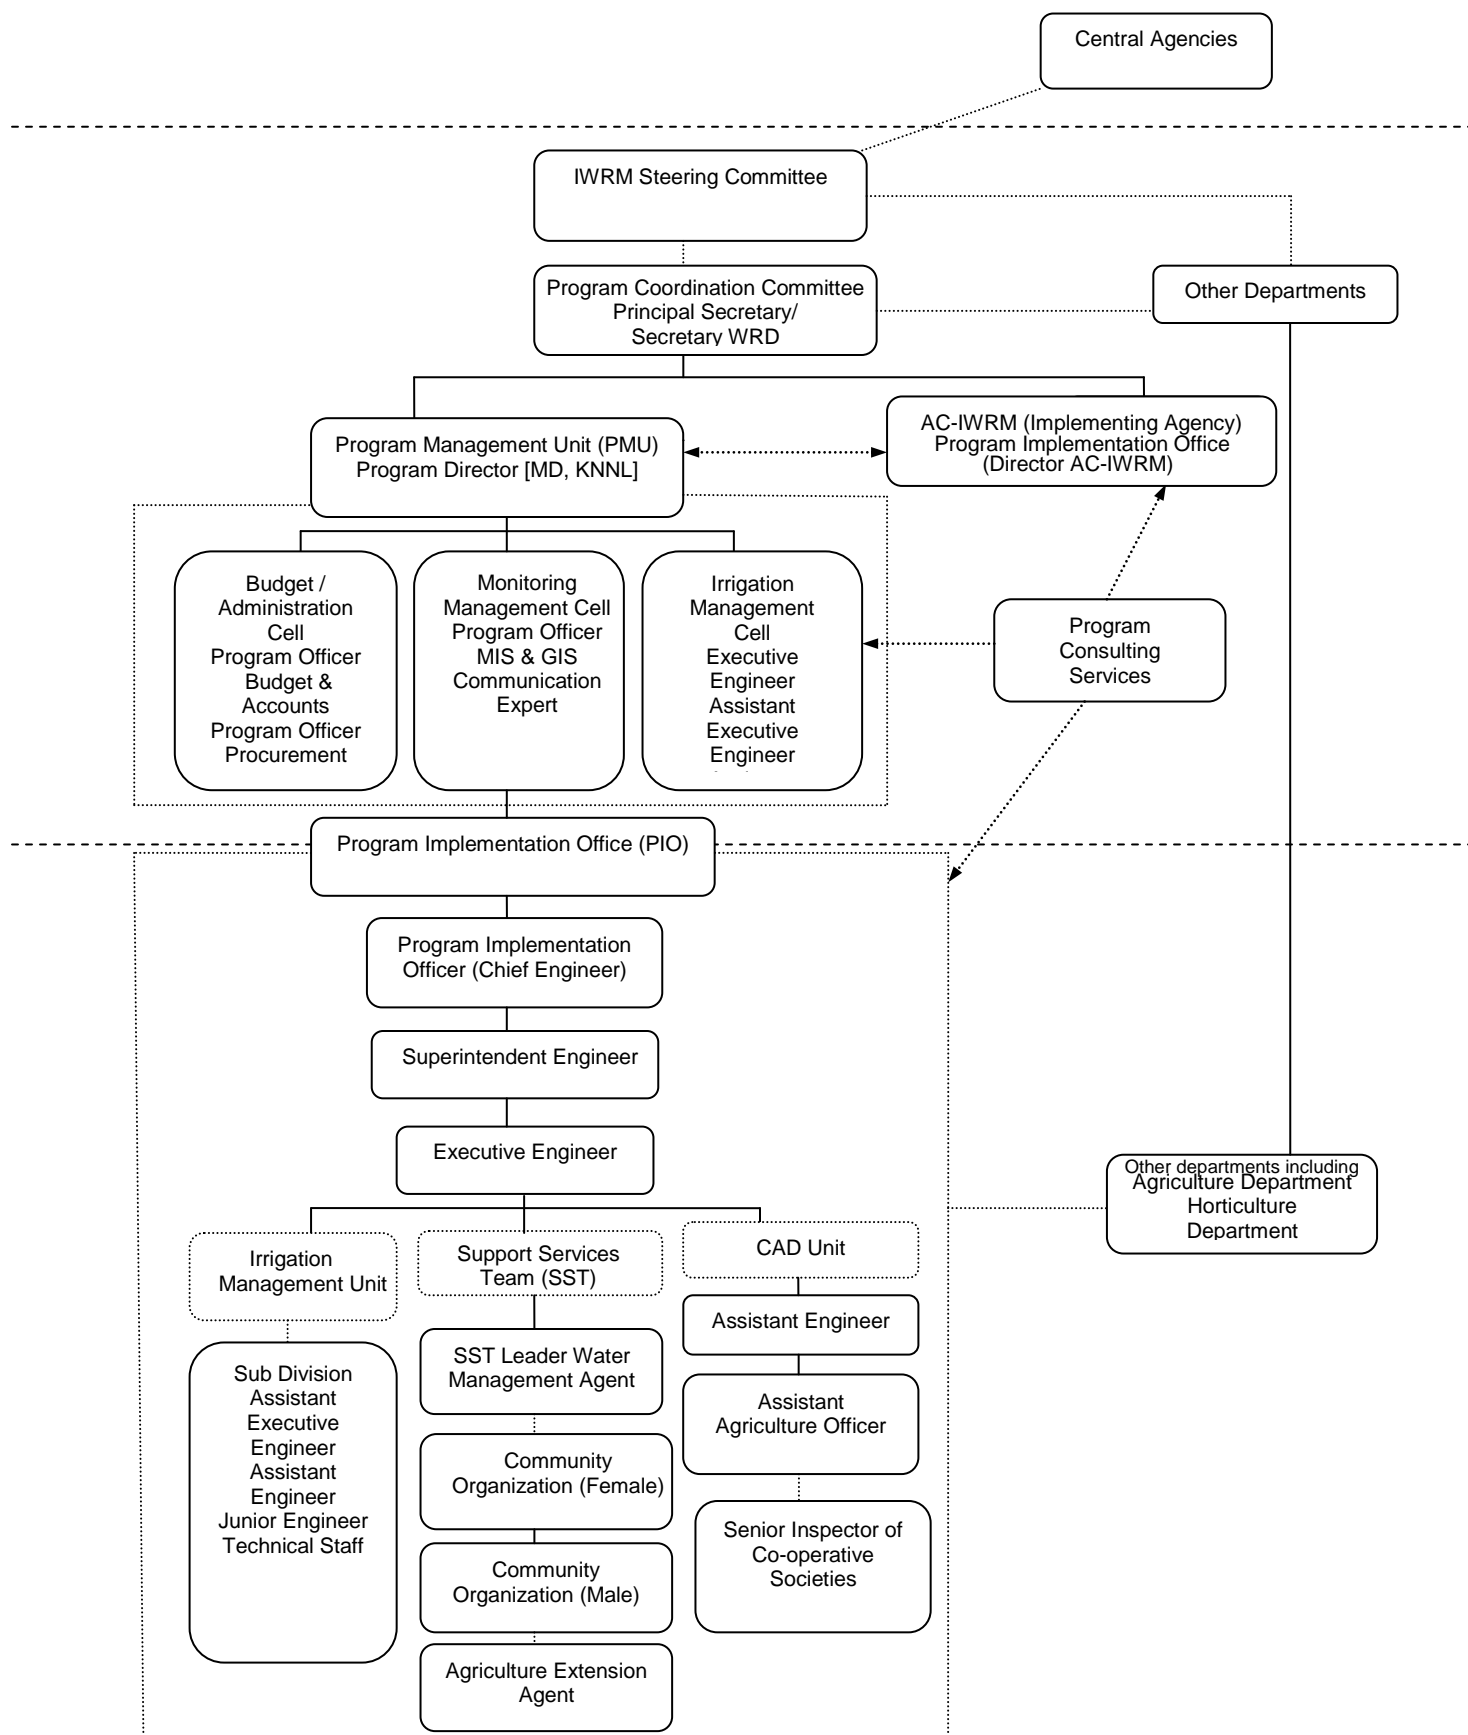 Central Agencies
IWRM Steering Committee
Program Coordination Committee
Principal Secretary/
Secretary WRD
Other Departments
Program Management Unit (PMU)
Program Director [MD, KNNL]
AC-IWRM (Implementing Agency)
Program Implementation Office
(Director AC-IWRM)
Budget /
Administration
Cell
Program Officer
Budget &
Accounts
Program Officer
Procurement
Monitoring
Management Cell
Program Officer
MIS & GIS
Communication
Expert
Irrigation
Management
Cell
Executive
Engineer
Assistant
Executive
Engineer
Program
Consulting
Services
Program Implementation Office (PIO)
Program Implementation
Officer (Chief Engineer)
Superintendent Engineer
Executive Engineer
Other departments including
Agriculture Department
Horticulture
Department
Irrigation
Management Unit
Support Services
Team (SST)
CAD Unit
Sub Division
Assistant
Executive
Engineer
Assistant
Engineer
Junior Engineer
Technical Staff
SST Leader Water
Management Agent
Community
Organization (Female)
Community
Organization (Male)
Agriculture Extension
Agent
Assistant Engineer
Assistant
Agriculture Officer
Senior Inspector of
Co-operative
Societies